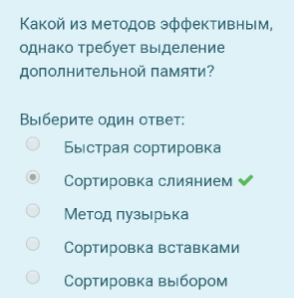 Какой из методов эффективным,
однако требует выделение
дополнительной памяти?
Выберите один ответ:
Быстрая сортировка
Сортировка слиянием
Метод пузырька
Сортировка вставками
Сортировка выбором